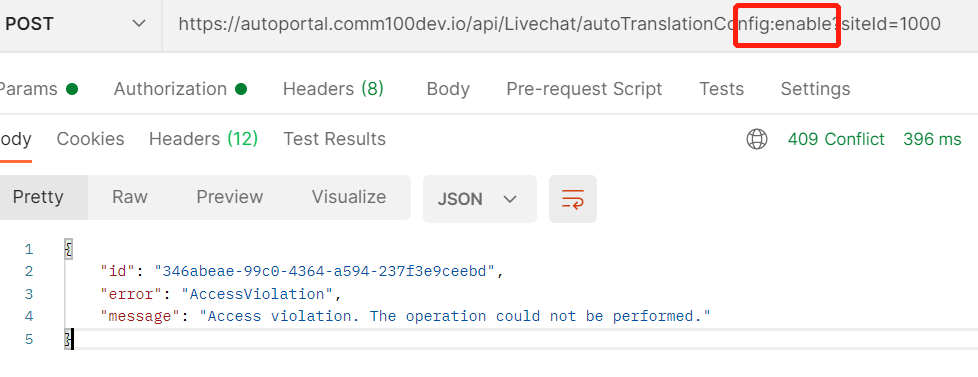 POST https://autoportal.comm100dev.io/api/Livechat/autoTranslationConfig:enable?siteId=1000
Params Authorization Headers (8) Body Pre-request Script Tests Settings
ody Cookies Headers (12) Test Results 409 Conflict 396 ms
Pretty Raw Preview Visualize JSON
1 {
2 "id": "346abeae-99c0-4364-a594-237f3e9ceebd",
3 "error": "AccessViolation",
4 "message": "Access violation. The operation could not be performed."
5 }